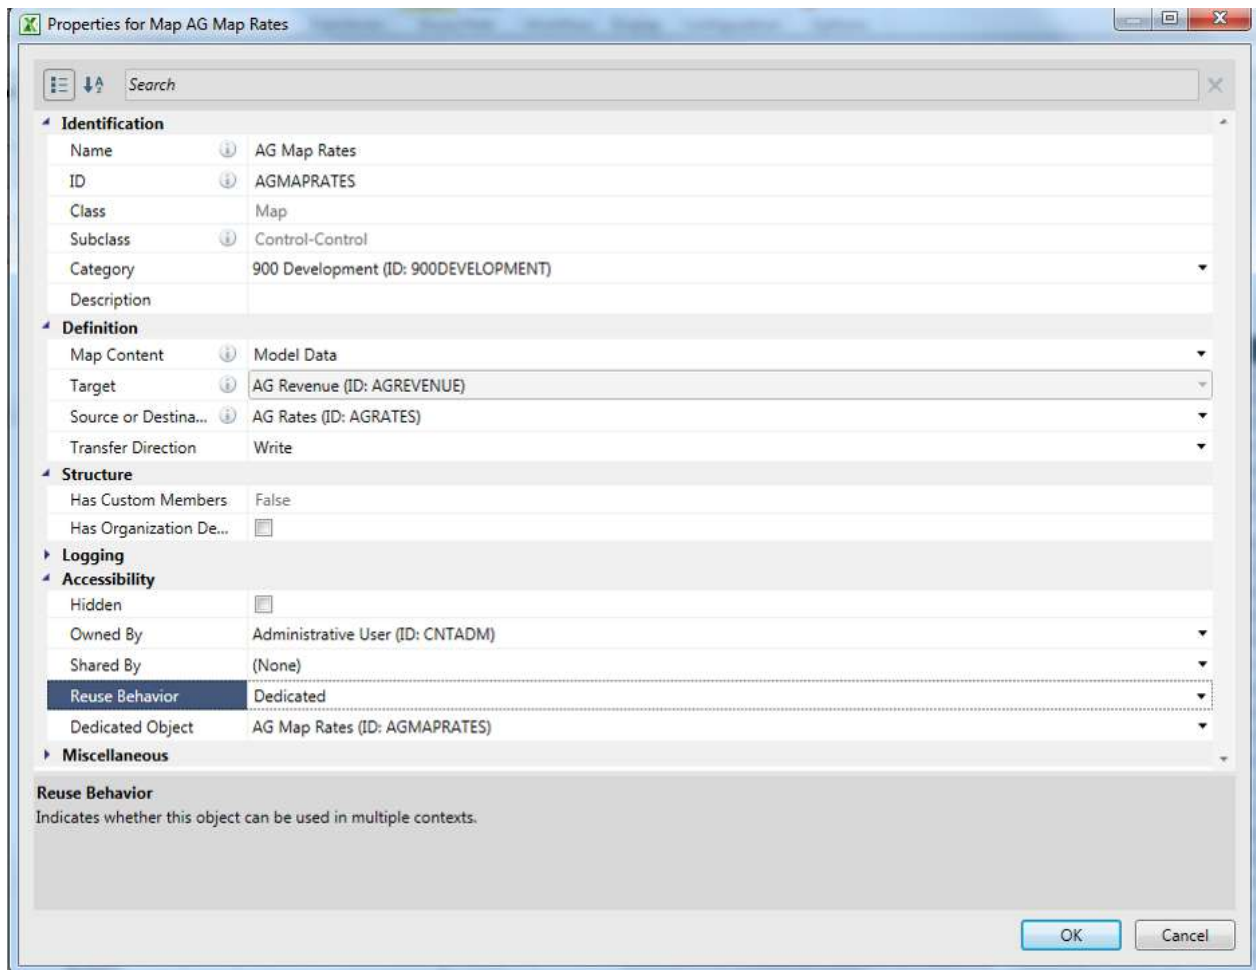 Properties for Map AG Map Rates
Search
Identification
Name AG Map Rates
ID AGMAPRATES
Class Map
Subclass Control-Control
Category 900 Development (ID: 900DEVELOPMENT)
Description
Definition
Map Content Model Data
Target AG Revenue (ID: AGREVENUE)
Source or Destina... AG Rates (ID: AGRATES)
Transfer Direction Write
Structure
Has Custom Members False
Has Organization De...
Logging
Accessibility
Hidden
Owned By Administrative User (ID: CNTADM)
Shared By (None)
Reuse Behavior Dedicated
Dedicated Object AG Map Rates (ID: AGMAPRATES)
Miscellaneous
Reuse Behavior
Indicates whether this object can be used in multiple contexts.
OK Cancel